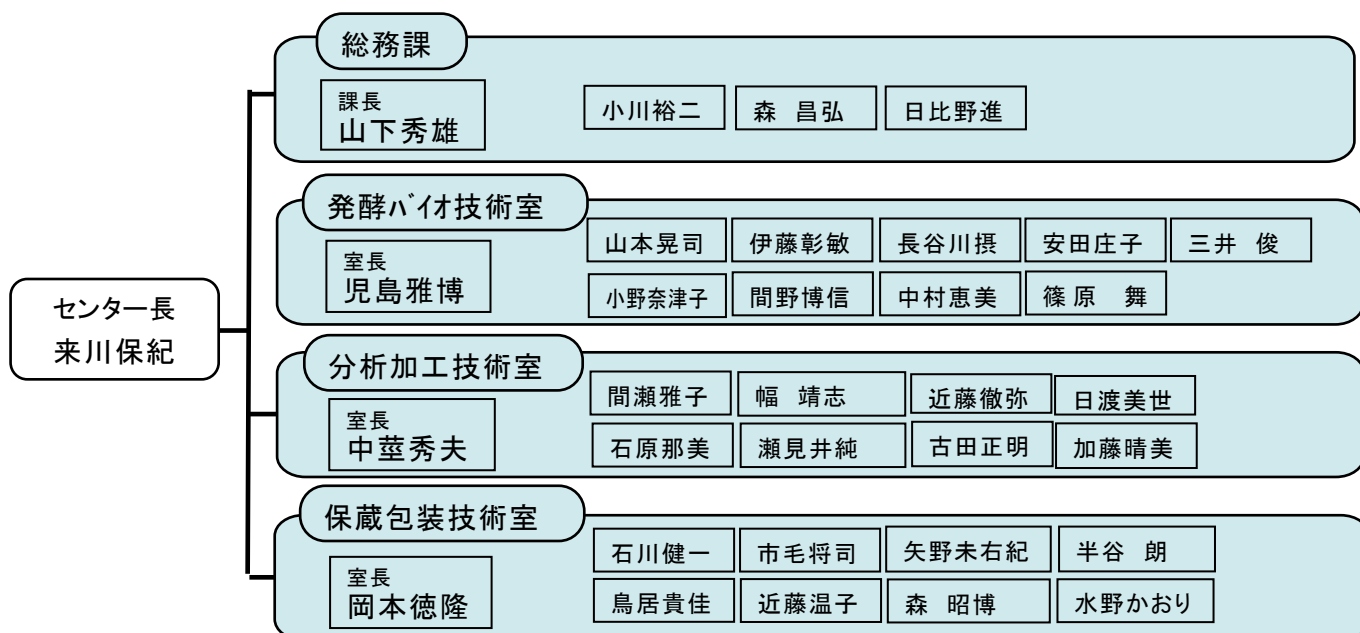 総務課
課長
山下秀雄
小川裕二 森 昌弘 日比野進
発酵バイオ技術室
室長
児島雅博
山本晃司 伊藤彰敏 長谷川摂 安田庄子 三井 俊
小野奈津子 間野博信 中村恵美 篠原 舞
センター長
来川保紀
分析加工技術室
室長
中莖秀夫
間瀬雅子 幅 靖志 近藤徹弥 日渡美世
石原那美 瀬見井純 古田正明 加藤晴美
保蔵包装技術室
室長
岡本徳隆
石川健一 市毛将司 矢野未右紀 半谷 朗
鳥居貴佳 近藤温子 森 昭博 水野かおり